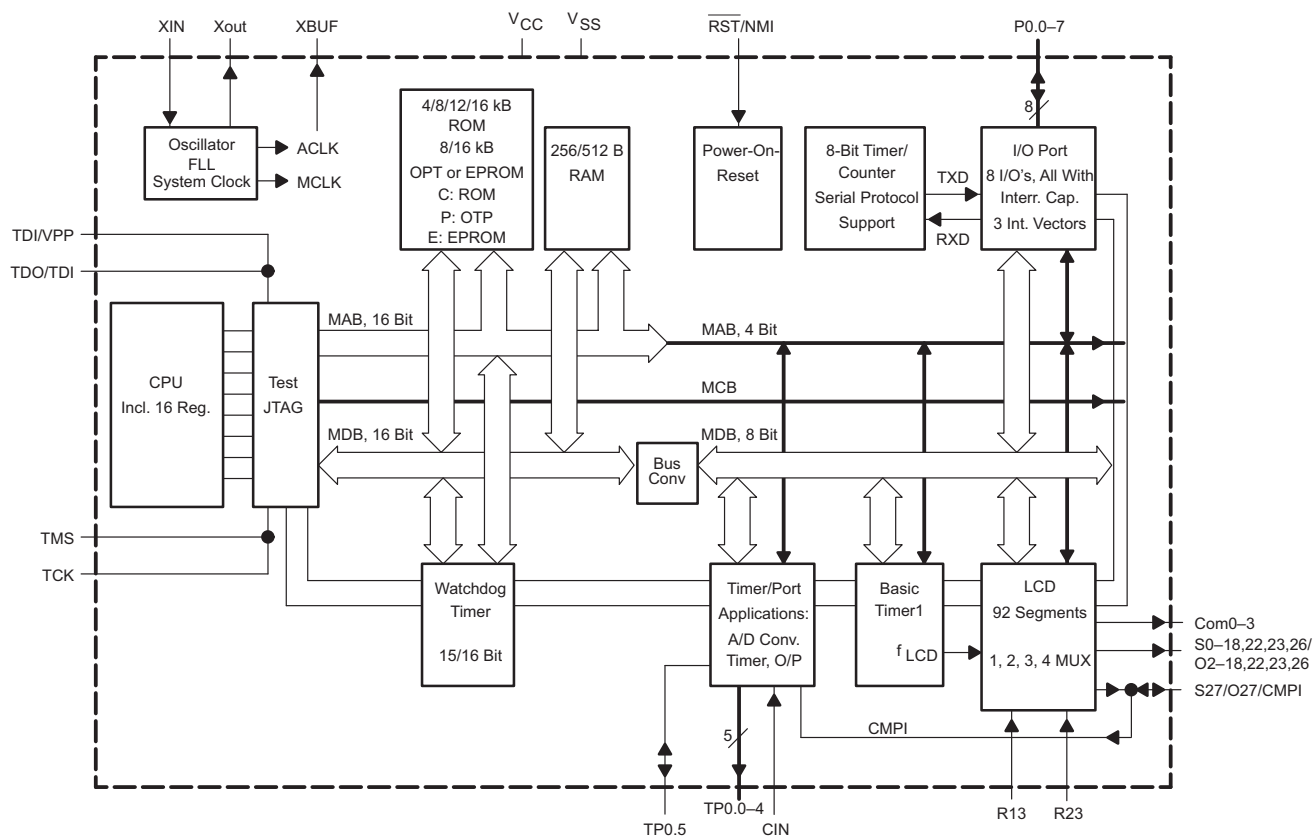 XIN
Xout
XBUF
VCC
VSS
RST/NMI
P0.0–7
8
Oscillator
FLL
System Clock
ACLK
MCLK
4/8/12/16 kB
ROM
8/16 kB
OPT or EPROM
C: ROM
P: OTP
E: EPROM
256/512 B
RAM
Power-On-
Reset
8-Bit Timer/
Counter
Serial Protocol
Support
TXD
RXD
I/O Port
8 I/O's, All With
Interr. Cap.
3 Int. Vectors
TDI/VPP
TDO/TDI
CPU
Incl. 16 Reg.
Test
JTAG
MAB, 16 Bit
MAB, 4 Bit
MCB
MDB, 16 Bit
MDB, 8 Bit
Bus
Conv
TMS
TCK
Watchdog
Timer
15/16 Bit
Timer/Port
Applications:
A/D Conv.
Timer, O/P
Basic
Timer1
f LCD
LCD
92 Segments
1, 2, 3, 4 MUX
Com0–3
S0–18,22,23,26/
O2–18,22,23,26
S27/O27/CMPI
CMPI
5
TP0.5
TP0.0–4
CIN
R13
R23